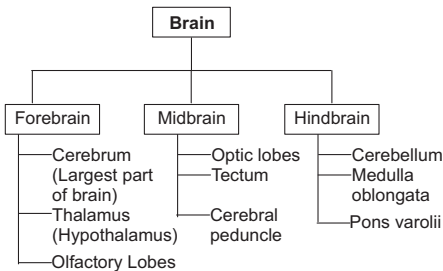 Brain
Forebrain
Midbrain
Hindbrain
Cerebrum
(Largest part
of brain)
Thalamus
(Hypothalamus)
Olfactory Lobes
Optic lobes
Tectum
Cerebral
peduncle
Cerebellum
Medulla
oblongata
Pons varolii